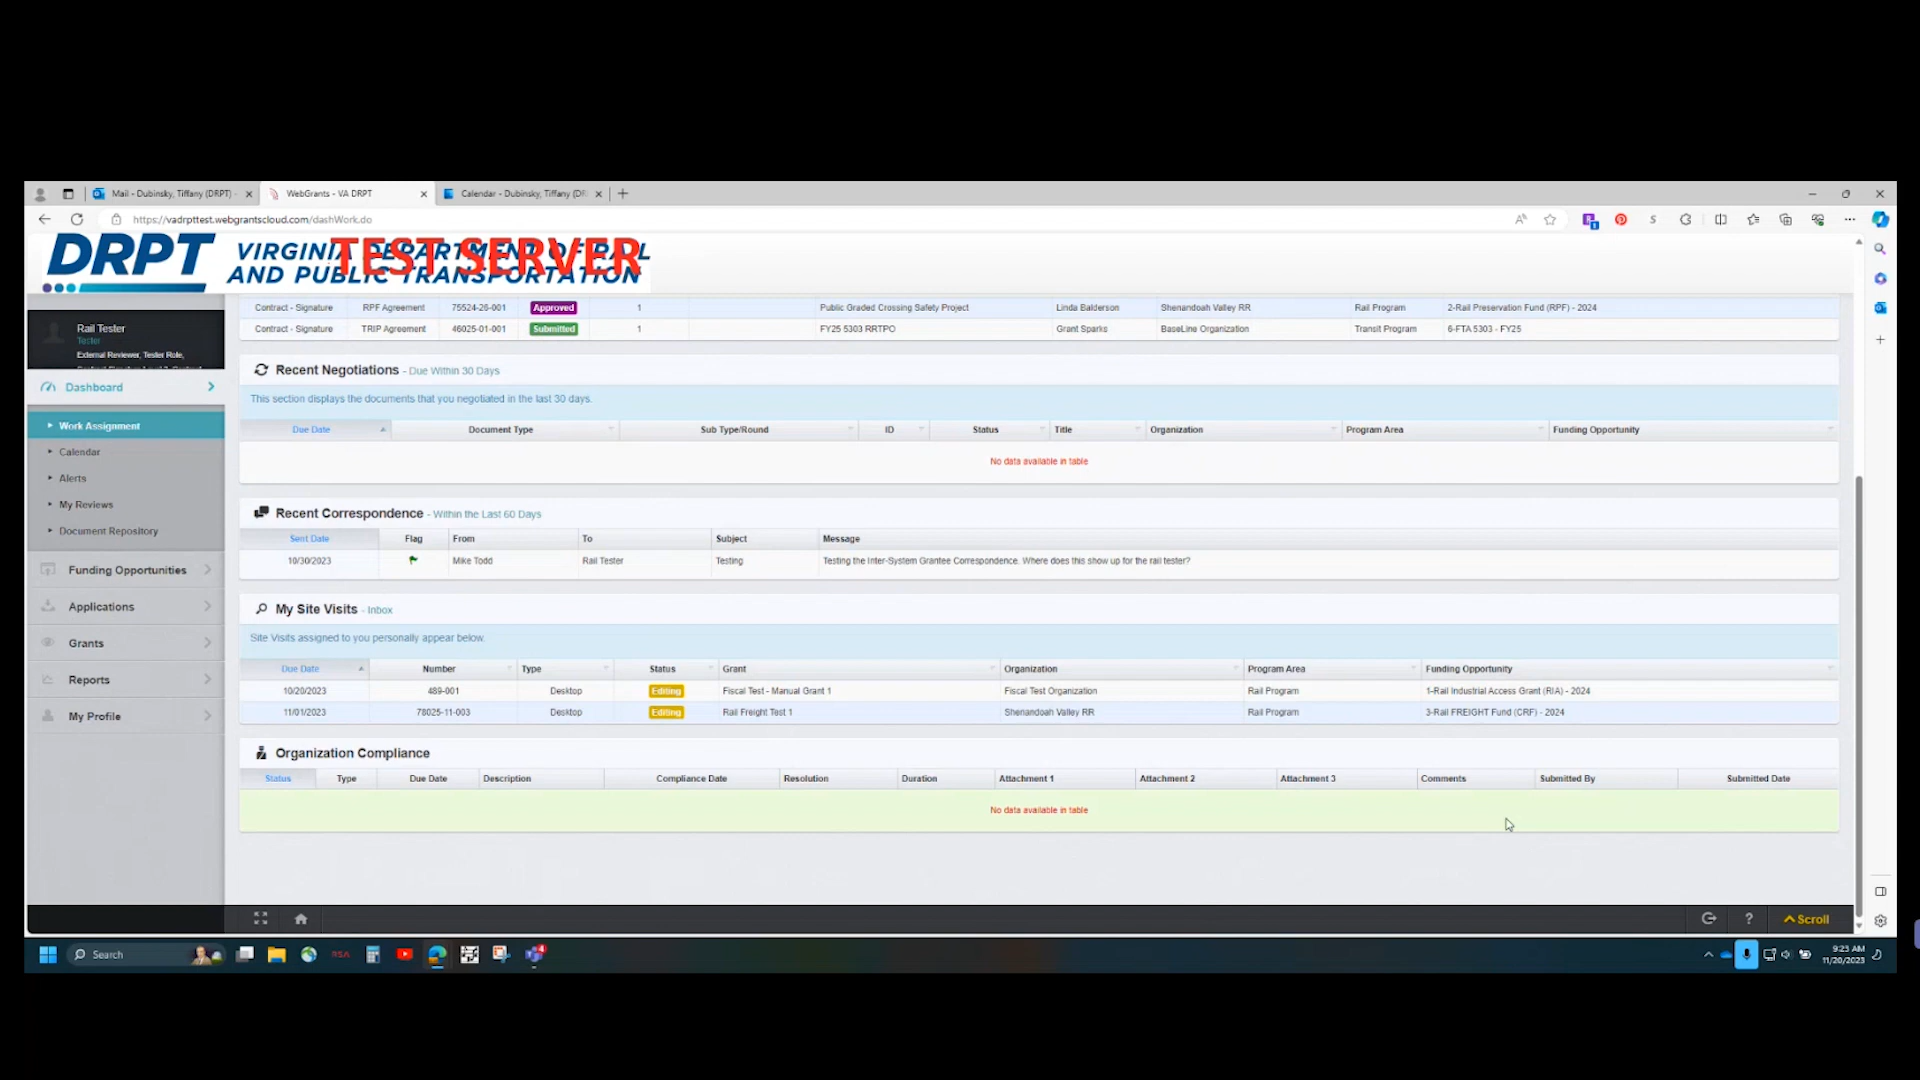 Mail - Dubinsky, Tiffany (DRPT) -
WebGrants - VA DRPT
Calendar - Dubinsky, Tiffany (DR
https://vadrpttest.webgrantscloud.com/dashWork.do
DRPT VIRGINIA DEPARTMENT OF RAIL
AND PUBLIC TRANSPORTATION
TEST SERVER
Rail Tester
Tester
External Reviewer, Tester Role,
Dashboard
Work Assignment
Calendar
Alerts
My Reviews
Document Repository
Funding Opportunities
Applications
Grants
Reports
My Profile
Contract - Signature RPF Agreement 75524-26-001 Approved 1 Public Graded Crossing Safety Project Linda Balderson Shenandoah Valley RR Rail Program 2-Rail Preservation Fund (RPF) - 2024
Contract - Signature TRIP Agreement 46025-01-001 Submitted 1 FY25 5303 RRTPO Grant Sparks BaseLine Organization Transit Program 6-FTA 5303 - FY25
Recent Negotiations - Due Within 30 Days
This section displays the documents that you negotiated in the last 30 days.
Due Date Document Type Sub Type/Round ID Status Title Organization Program Area Funding Opportunity
No data available in table
Recent Correspondence - Within the Last 60 Days
Sent Date Flag From To Subject Message
10/30/2023 Mike Todd Rail Tester Testing Testing the Inter-System Grantee Correspondence. Where does this show up for the rail tester?
My Site Visits - Inbox
Site Visits assigned to you personally appear below.
Due Date Number Type Status Grant Organization Program Area Funding Opportunity
10/20/2023 489-001 Desktop Editing Fiscal Test - Manual Grant 1 Fiscal Test Organization Rail Program 1-Rail Industrial Access Grant (RIA) - 2024
11/01/2023 78025-11-003 Desktop Editing Rail Freight Test 1 Shenandoah Valley RR Rail Program 3-Rail FREIGHT Fund (CRF) - 2024
Organization Compliance
Status Type Due Date Description Compliance Date Resolution Duration Attachment 1 Attachment 2 Attachment 3 Comments Submitted By Submitted Date
No data available in table
Scroll
Search
RSA
9:23 AM
11/20/2023